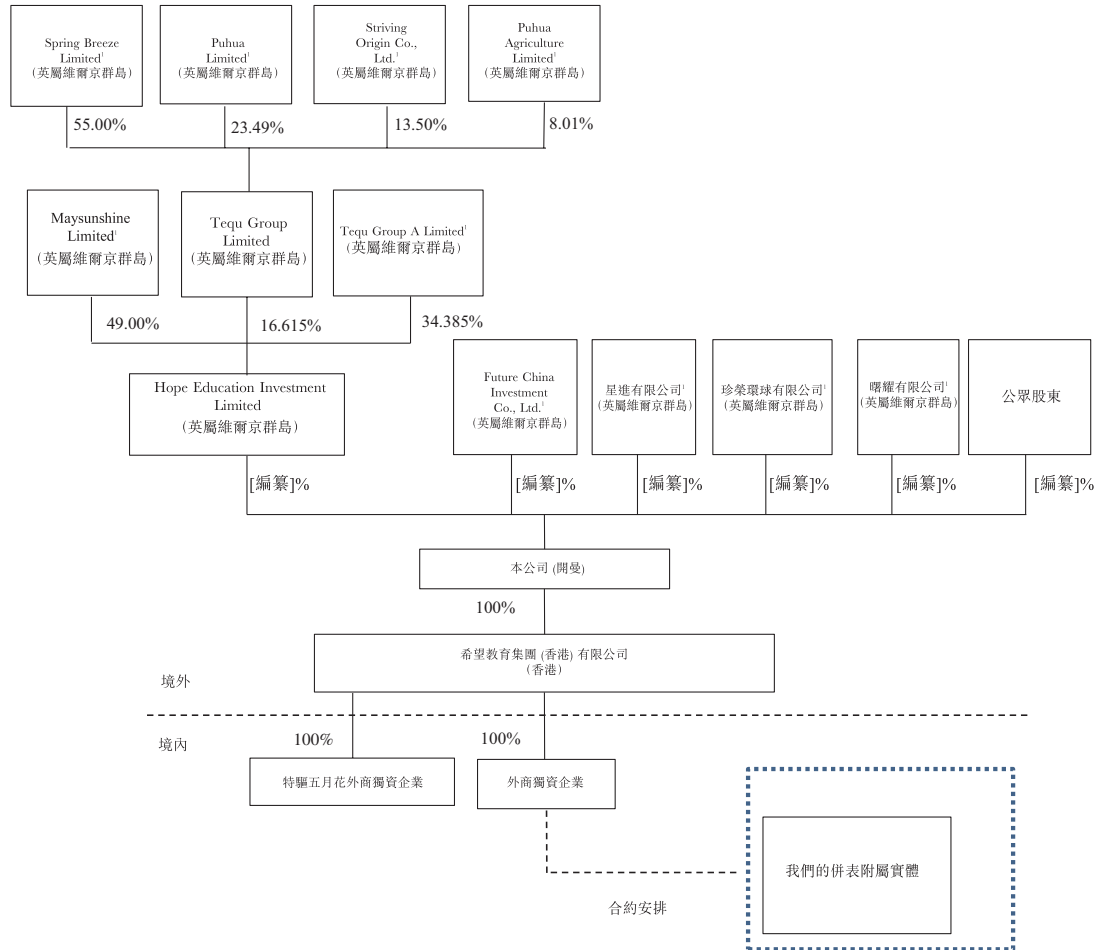 Spring Breeze
Limited¹
(英屬維爾京群島)
Puhua
Limited¹
(英屬維爾京群島)
Striving
Origin Co.,
Ltd.¹
(英屬維爾京群島)
Puhua
Agriculture
Limited¹
(英屬維爾京群島)
55.00%
23.49%
13.50%
8.01%
Maysunshine
Limited¹
(英屬維爾京群島)
Tequ Group
Limited
(英屬維爾京群島)
Tequ Group A Limited¹
(英屬維爾京群島)
49.00%
16.615%
34.385%
Hope Education Investment
Limited
(英屬維爾京群島)
Future China
Investment
Co., Ltd.¹
(英屬維爾京群島)
星進有限公司¹
(英屬維爾京群島)
珍榮環球有限公司¹
(英屬維爾京群島)
曙耀有限公司¹
(英屬維爾京群島)
公眾股東
[編纂]%
[編纂]%
[編纂]%
[編纂]%
[編纂]%
[編纂]%
本公司 (開曼)
100%
希望教育集團 (香港) 有限公司
(香港)
境外
境內
100%
100%
特驅五月花外商獨資企業
外商獨資企業
我們的併表附屬實體
合約安排